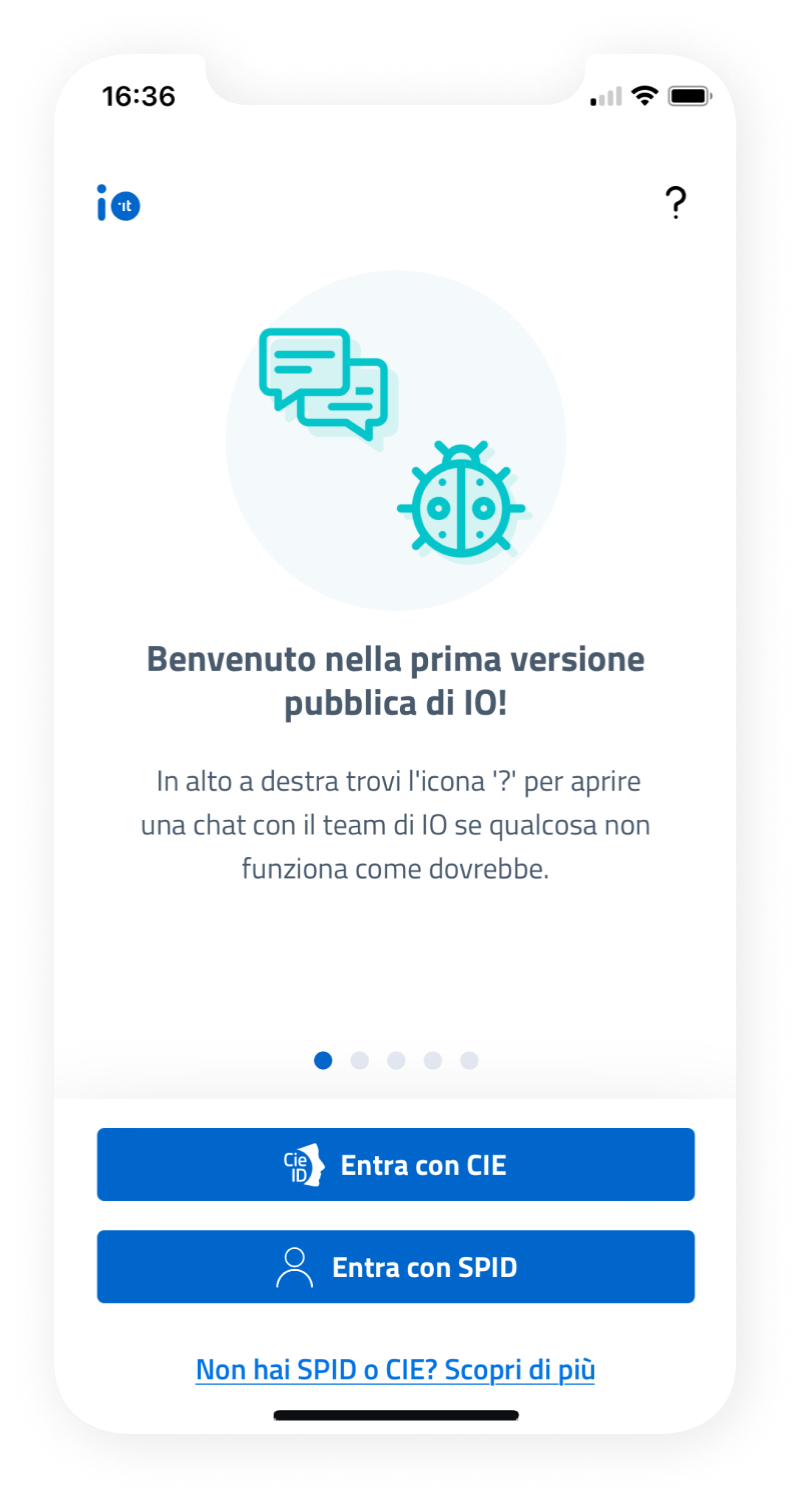 16:36
io
it
?
Benvenuto nella prima versione
pubblica di IO!
In alto a destra trovi l'icona '?' per aprire
una chat con il team di IO se qualcosa non
funziona come dovrebbe.
Cie
ID
Entra con CIE
Entra con SPID
Non hai SPID o CIE? Scopri di più